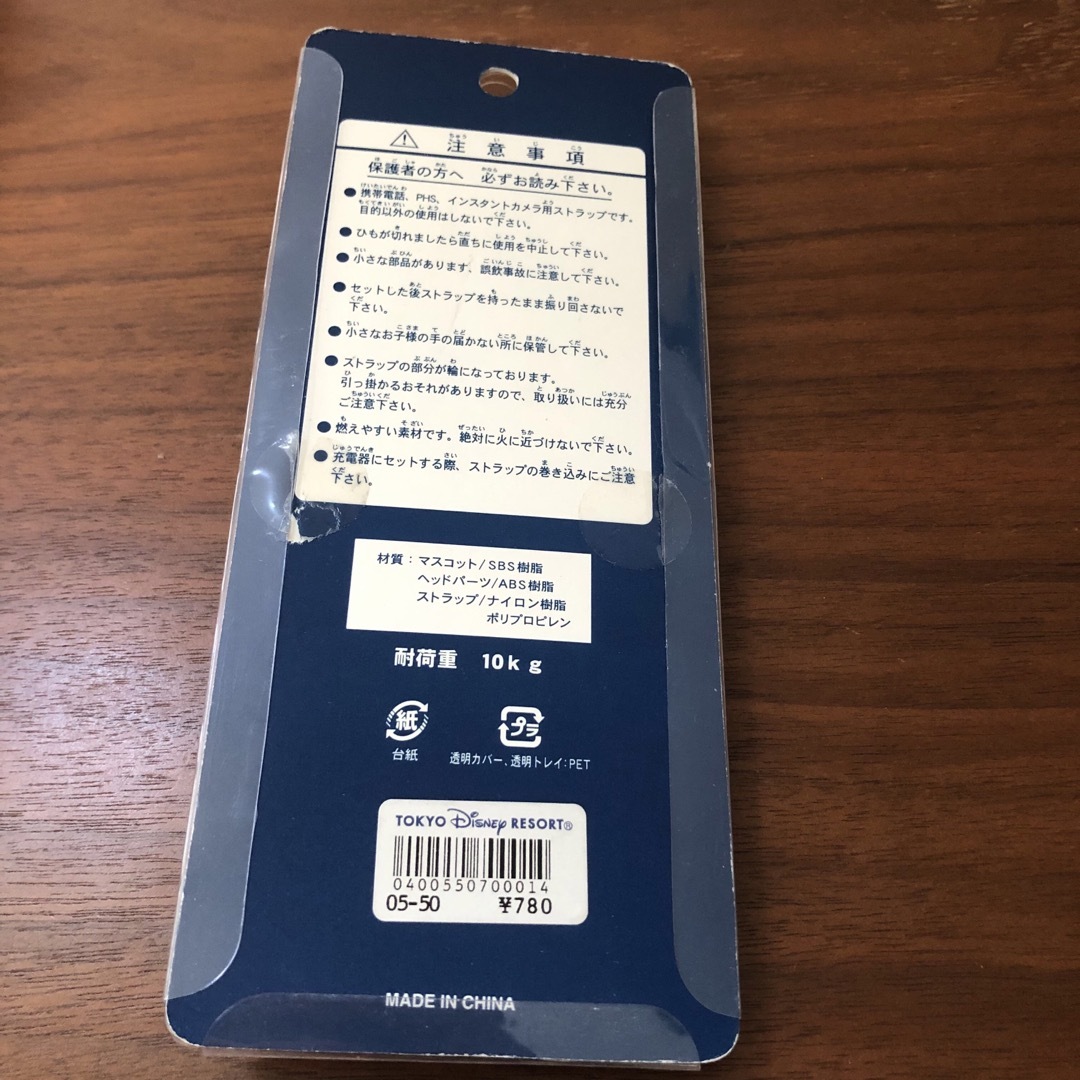 注意事項
保護者の方へ 必ずお読み下さい。
●携帯電話、PHS、インスタントカメラ用ストラップです。
目的以外の使用はしないで下さい。
●ひもが切れましたら直ちに使用を中止して下さい。
●小さな部品があります、誤飲事故に注意して下さい。
●セットした後ストラップを持ったまま振り回さないで
下さい。
●小さなお子様の手の届かない所に保管して下さい。
●ストラップの部分が輪になっております。
引っ掛かるおそれがありますので、取り扱いには充分
ご注意下さい。
●燃えやすい素材です。絶対に火に近づけないで下さい。
●充電器にセットする際、ストラップの巻き込みにご注意
下さい。
材質：マスコット/SBS樹脂
ヘッドパーツ/ABS樹脂
ストラップ/ナイロン樹脂
ポリプロピレン
耐荷重 10kg
紙 プラ
台紙 透明カバー、透明トレイ:PET
TOKYO Disney RESORT®
0400550700014
05-50 ¥780
MADE IN CHINA